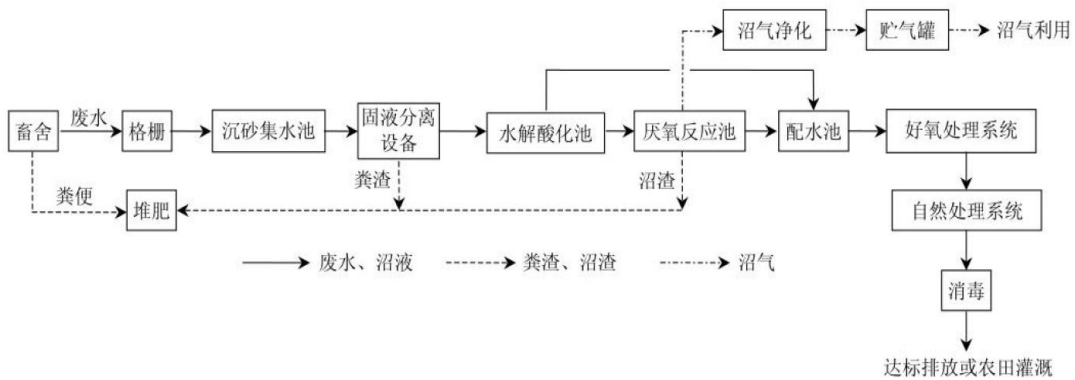 沼气净化
贮气罐
沼气利用
畜舍
废水
格栅
沉砂集水池
固液分离
设备
水解酸化池
厌氧反应池
配水池
好氧处理系统
粪渣
沼渣
粪便
堆肥
自然处理系统
废水、沼液
粪渣、沼渣
沼气
消毒
达标排放或农田灌溉